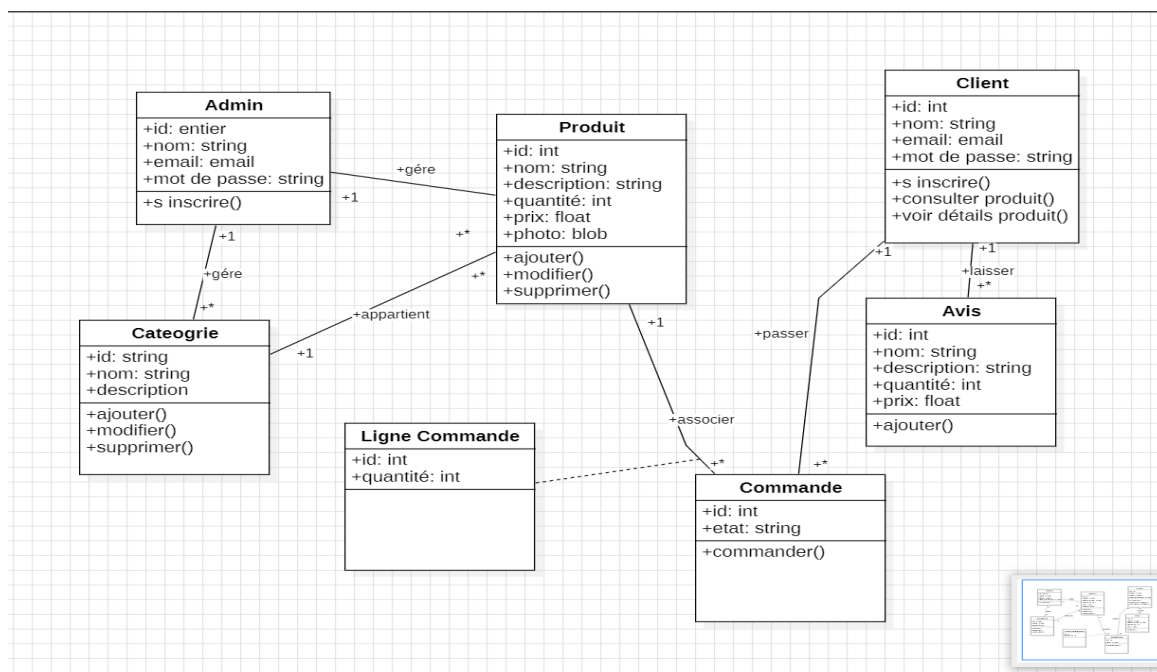 Admin
+id: entier
+nom: string
+email: email
+mot de passe: string
+s inscrire()
+gére
+1
+*
Produit
+id: int
+nom: string
+description: string
+quantité: int
+prix: float
+photo: blob
+ajouter()
+modifier()
+supprimer()
Client
+id: int
+nom: string
+email: email
+mot de passe: string
+s inscrire()
+consulter produit()
+voir détails produit()
+1
+gére
+*
+*
+appartient
+1
+1
+laisser
+*
+1
+passer
+*
Cateogrie
+id: string
+nom: string
+description
+ajouter()
+modifier()
+supprimer()
Avis
+id: int
+nom: string
+description: string
+quantité: int
+prix: float
+ajouter()
+1
+associer
+*
Ligne Commande
+id: int
+quantité: int
Commande
+id: int
+etat: string
+commander()